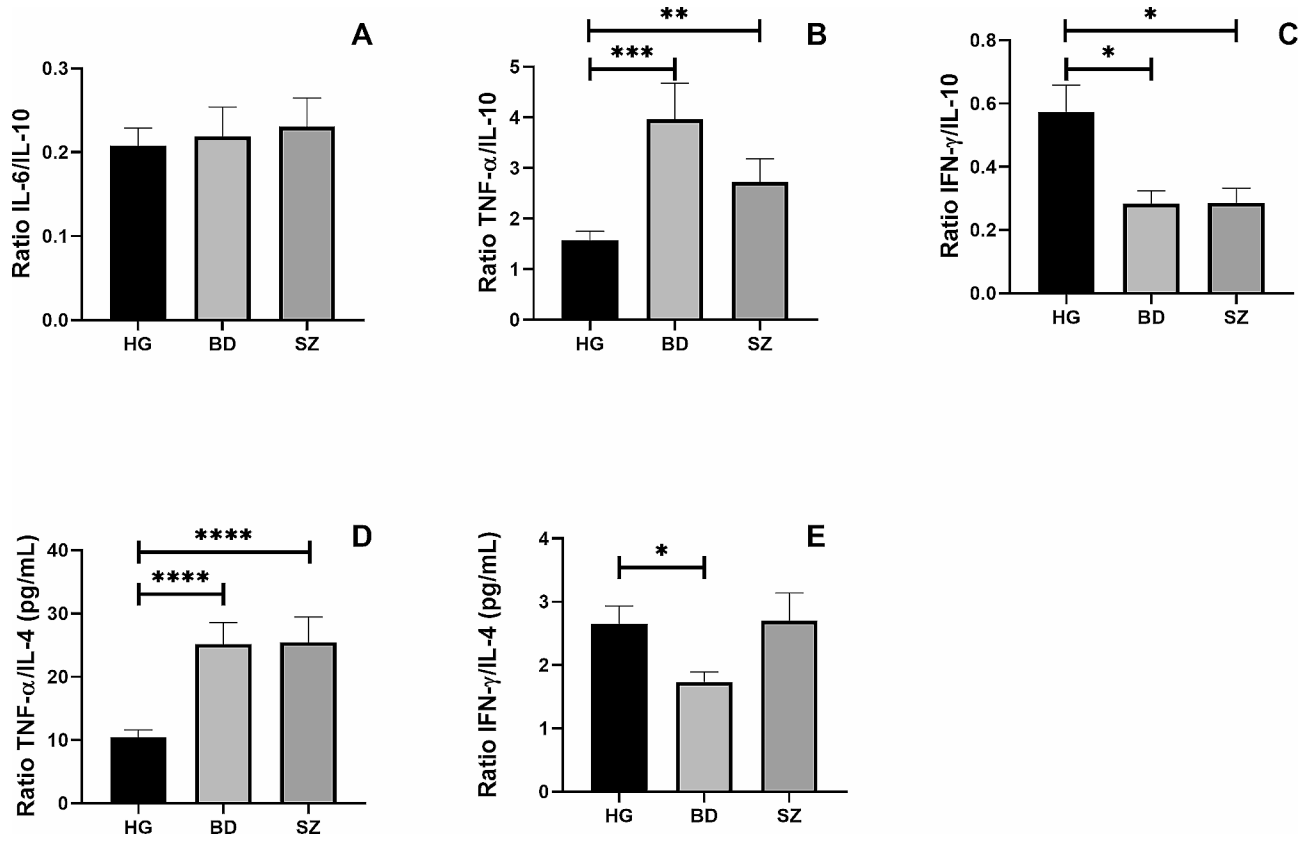 A
Ratio IL-6/IL-10
0.3
0.2
0.1
0.0
HG BD SZ
B
Ratio TNF-α/IL-10
5
4
3
2
1
0
**
***
HG BD SZ
C
Ratio IFN-γ/IL-10
0.8
0.6
0.4
0.2
0.0
*
*
HG BD SZ
D
Ratio TNF-α/IL-4 (pg/mL)
40
30
20
10
0
****
****
HG BD SZ
E
Ratio IFN-γ/IL-4 (pg/mL)
4
3
2
1
0
*
HG BD SZ